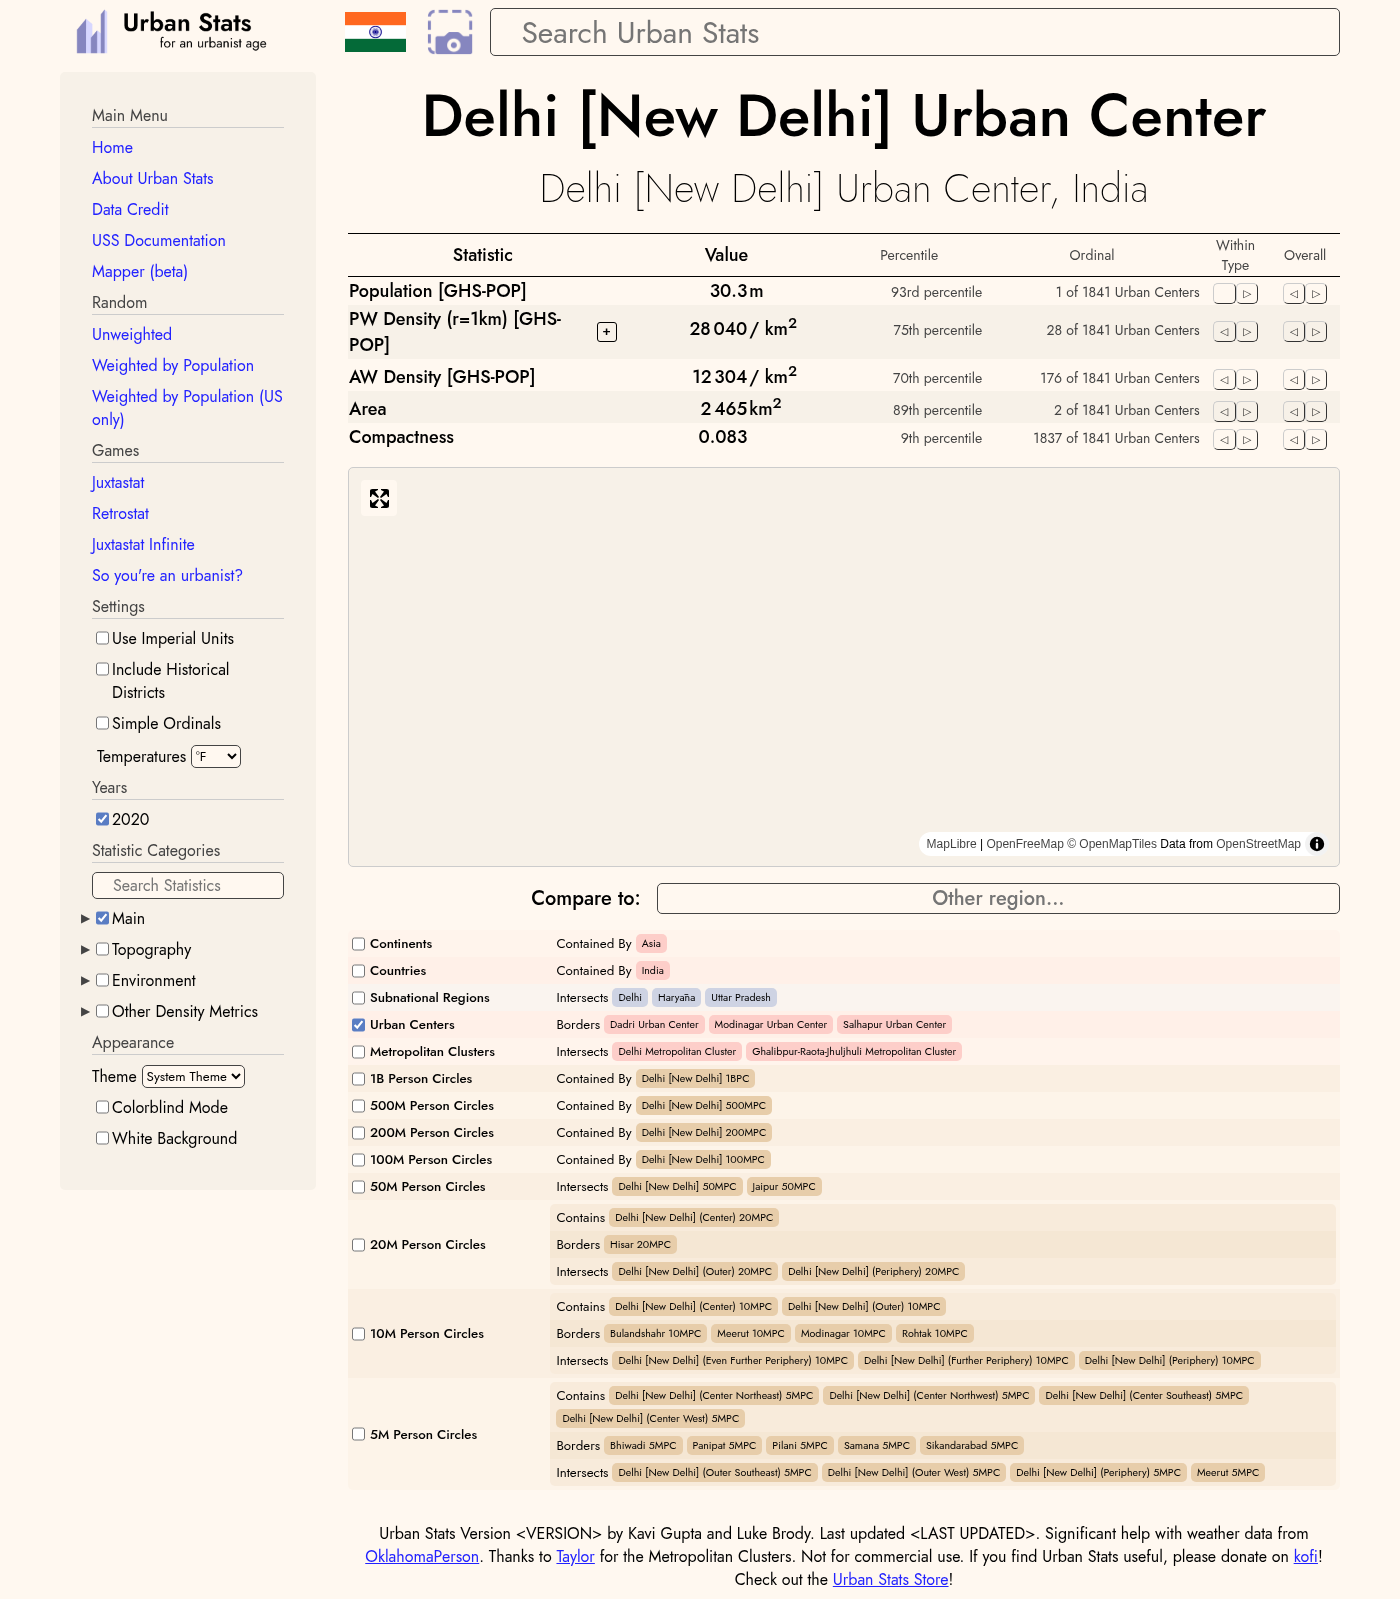 Urban Stats
for an urbanist age
Search Urban Stats
Main Menu
Home
About Urban Stats
Data Credit
USS Documentation
Mapper (beta)
Random
Unweighted
Weighted by Population
Weighted by Population (US
only)
Games
Juxtastat
Retrostat
Juxtastat Infinite
So you're an urbanist?
Settings
Use Imperial Units
Include Historical
Districts
Simple Ordinals
Temperatures °F
Years
2020
Statistic Categories
Search Statistics
Main
Topography
Environment
Other Density Metrics
Appearance
Theme System Theme
Colorblind Mode
White Background
Delhi [New Delhi] Urban Center
Delhi [New Delhi] Urban Center, India
Statistic Value Percentile Ordinal Within Type Overall
Population [GHS-POP] 30.3 m 93rd percentile 1 of 1841 Urban Centers
PW Density (r=1km) [GHS-
POP] + 28 040 / km² 75th percentile 28 of 1841 Urban Centers
AW Density [GHS-POP] 12 304 / km² 70th percentile 176 of 1841 Urban Centers
Area 2 465 km² 89th percentile 2 of 1841 Urban Centers
Compactness 0.083 9th percentile 1837 of 1841 Urban Centers
MapLibre | OpenFreeMap © OpenMapTiles Data from OpenStreetMap
Compare to: Other region...
Continents Contained By Asia
Countries Contained By India
Subnational Regions Intersects Delhi Haryāña Uttar Pradesh
Urban Centers Borders Dadri Urban Center Modinagar Urban Center Salhapur Urban Center
Metropolitan Clusters Intersects Delhi Metropolitan Cluster Ghalibpur-Raota-Jhuljhuli Metropolitan Cluster
1B Person Circles Contained By Delhi [New Delhi] 1BPC
500M Person Circles Contained By Delhi [New Delhi] 500MPC
200M Person Circles Contained By Delhi [New Delhi] 200MPC
100M Person Circles Contained By Delhi [New Delhi] 100MPC
50M Person Circles Intersects Delhi [New Delhi] 50MPC Jaipur 50MPC
20M Person Circles
Contains Delhi [New Delhi] (Center) 20MPC
Borders Hisar 20MPC
Intersects Delhi [New Delhi] (Outer) 20MPC Delhi [New Delhi] (Periphery) 20MPC
10M Person Circles
Contains Delhi [New Delhi] (Center) 10MPC Delhi [New Delhi] (Outer) 10MPC
Borders Bulandshahr 10MPC Meerut 10MPC Modinagar 10MPC Rohtak 10MPC
Intersects Delhi [New Delhi] (Even Further Periphery) 10MPC Delhi [New Delhi] (Further Periphery) 10MPC Delhi [New Delhi] (Periphery) 10MPC
5M Person Circles
Contains Delhi [New Delhi] (Center Northeast) 5MPC Delhi [New Delhi] (Center Northwest) 5MPC Delhi [New Delhi] (Center Southeast) 5MPC
Delhi [New Delhi] (Center West) 5MPC
Borders Bhiwadi 5MPC Panipat 5MPC Pilani 5MPC Samana 5MPC Sikandarabad 5MPC
Intersects Delhi [New Delhi] (Outer Southeast) 5MPC Delhi [New Delhi] (Outer West) 5MPC Delhi [New Delhi] (Periphery) 5MPC Meerut 5MPC
Urban Stats Version <VERSION> by Kavi Gupta and Luke Brody. Last updated <LAST UPDATED>. Significant help with weather data from
OklahomaPerson. Thanks to Taylor for the Metropolitan Clusters. Not for commercial use. If you find Urban Stats useful, please donate on kofi!
Check out the Urban Stats Store!